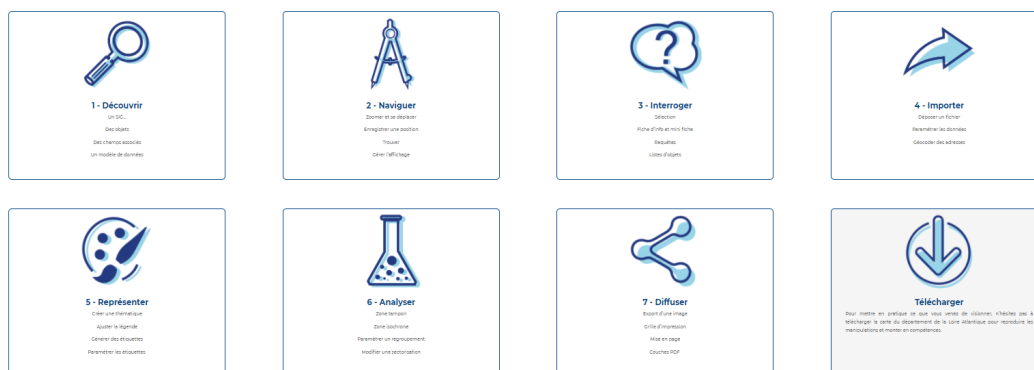 1 - Découvrir
Un SIG...
Des objets
Des champs associés
Un modèle de données
2 - Naviguer
Zoomer et se déplacer
Enregistrer une position
Trouver
Gérer l'affichage
3 - Interroger
Sélection
Fiche d'info et mini fiche
Requêtes
Listes d'objets
4 - Importer
Déposer un fichier
Paramétrer les données
Géocoder des adresses
5 - Représenter
Créer une thématique
Ajuster la légende
Générer des étiquettes
Paramétrer les étiquettes
6 - Analyser
Zone tampon
Zone isochrone
Paramétrer un regroupement
Modifier une sectorisation
7 - Diffuser
Export d'une image
Grille d'impression
Mise en page
Couches PDF
Télécharger
Pour mettre en pratique ce que vous venez de visionner, n'hésitez pas à
télécharger la carte du département de la Loire Atlantique pour reproduire les
manipulations et monter en compétences.